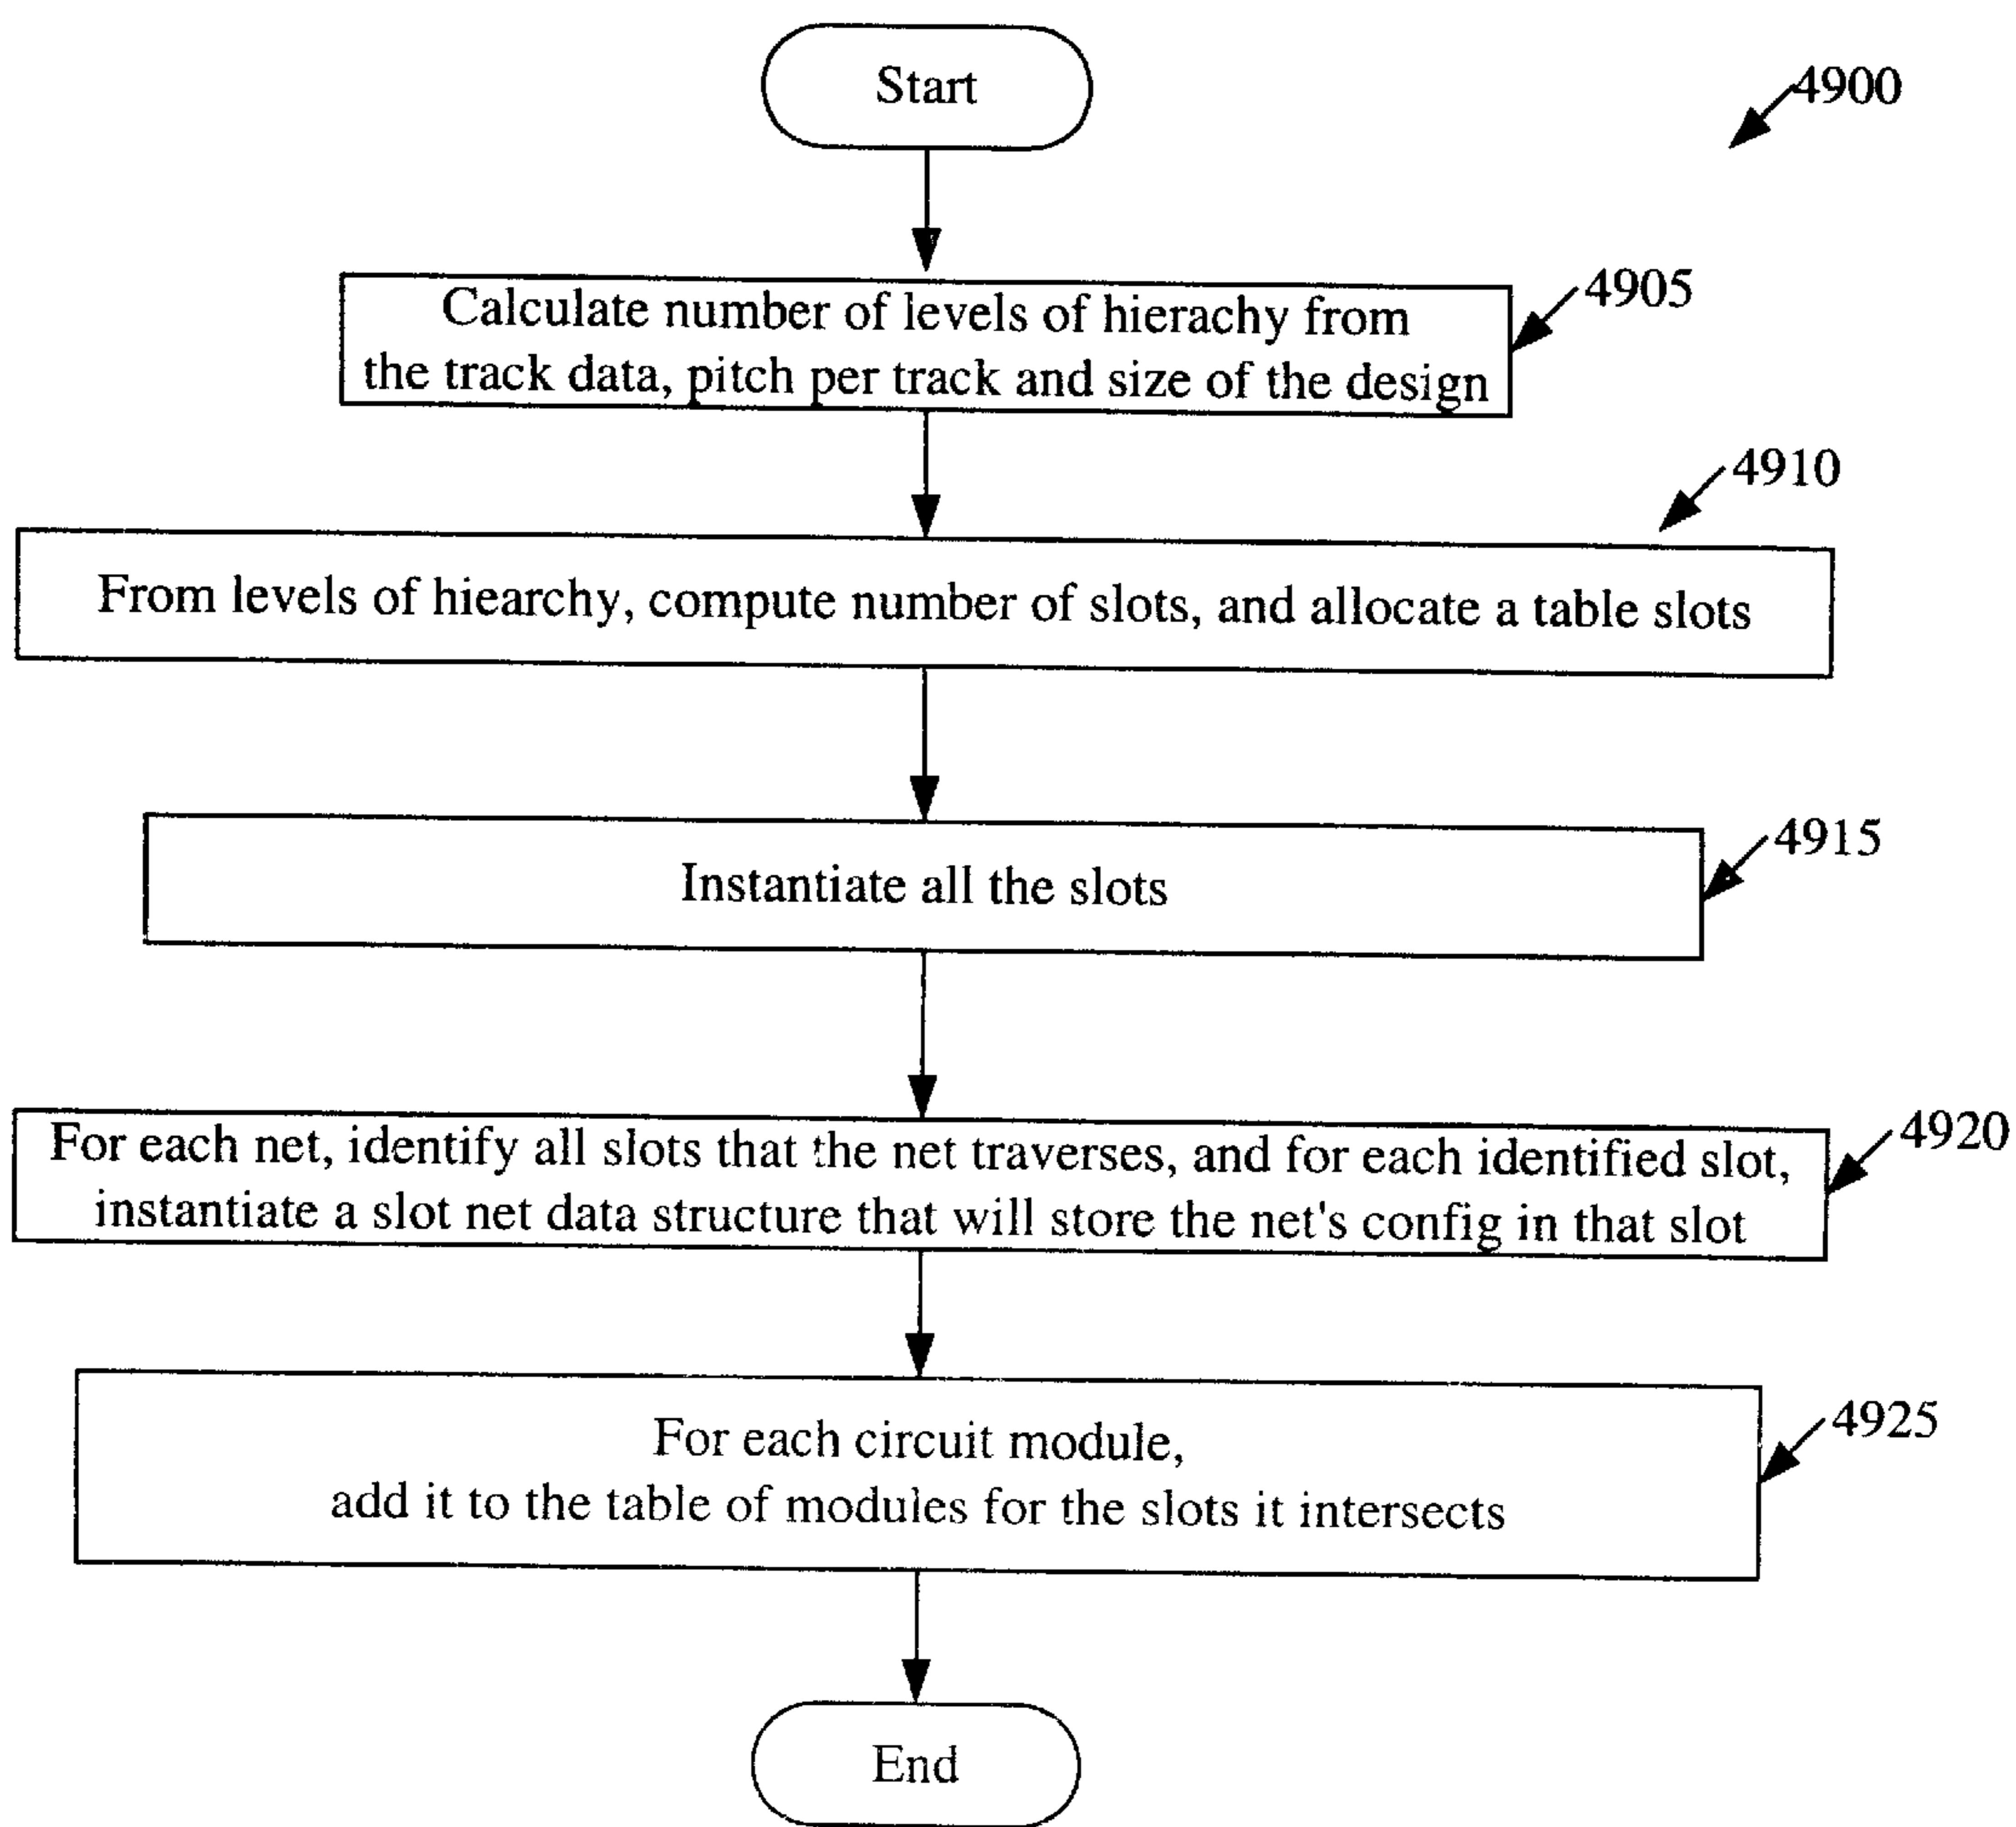 Start
4900
Calculate number of levels of hierachy from
the track data, pitch per track and size of the design
4905
4910
From levels of hiearchy, compute number of slots, and allocate a table slots
Instantiate all the slots
4915
For each net, identify all slots that the net traverses, and for each identified slot,
instantiate a slot net data structure that will store the net's config in that slot
4920
For each circuit module,
add it to the table of modules for the slots it intersects
4925
End